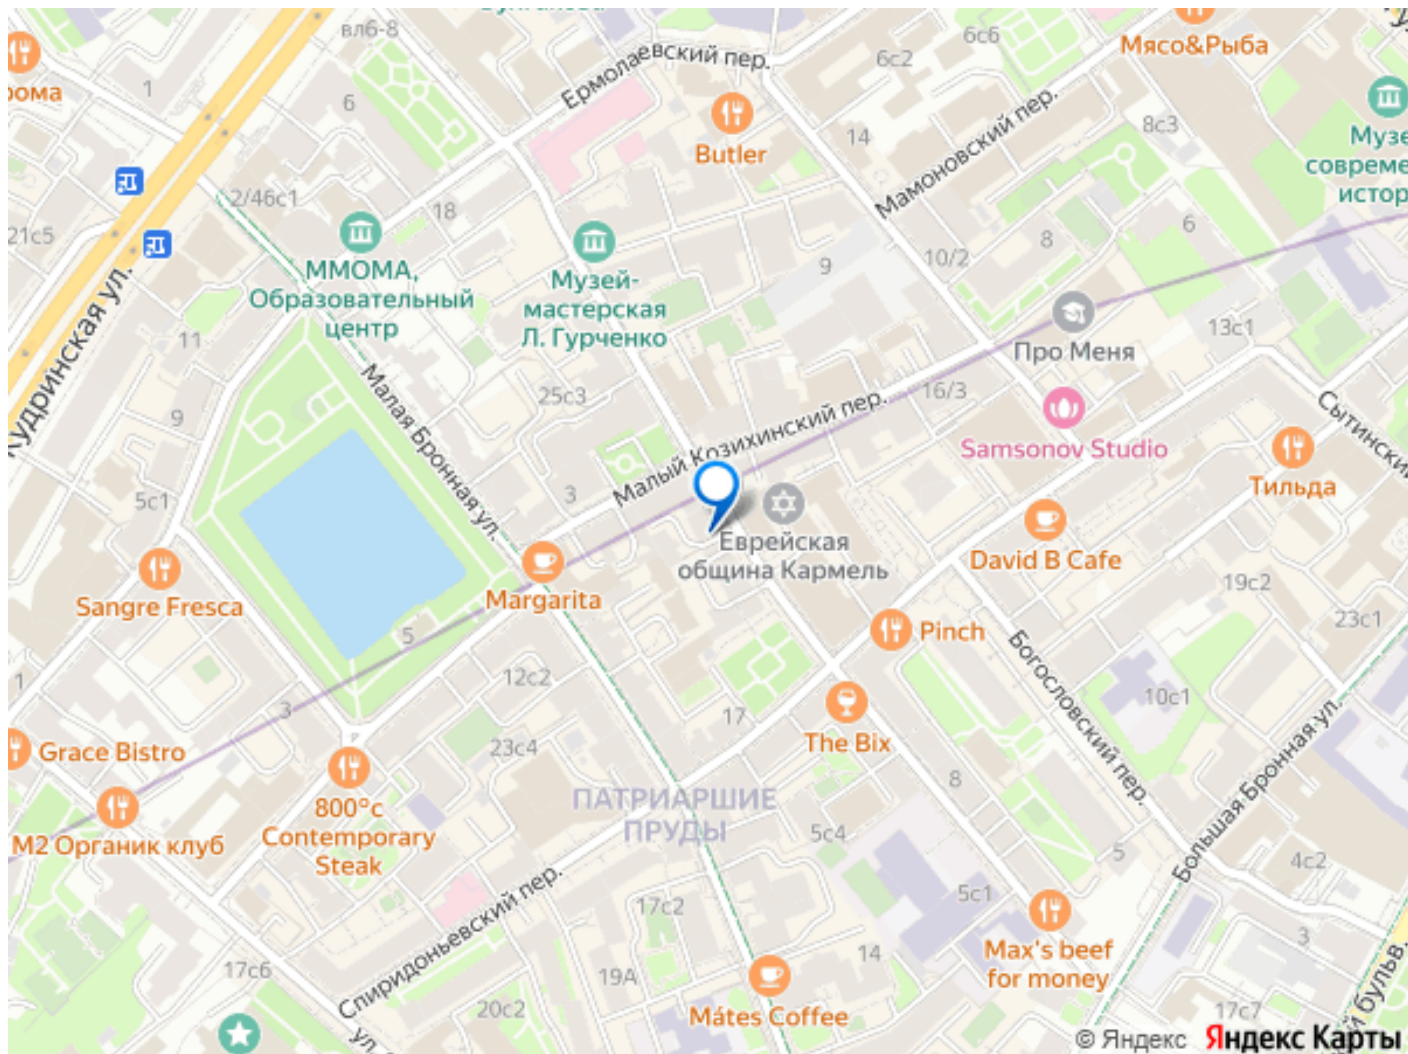 вл6-8
Ермолаевский пер.
6с6
6с2
Мясо&Рыба
1
6
Butler
14
8с3
Мамоновский пер.
2/46с1
18
21с5
ММОМА,
Образовательный
центр
Музей-
мастерская
Л. Гурченко
9
10/2
8
6
Про Меня
13с1
11
9
25с3
16/3
Малая Бронная ул.
Малый Козихинский пер.
Samsonov Studio
Тильда
5с1
3
Sangre Fresca
Margarita
Еврейская
община Кармель
David B Cafe
19с2
23с1
5
Pinch
12с2
Богословский пер.
10с1
1
3
17
The Bix
Grace Bistro
23с4
800°с
Contemporary
Steak
М2 Органик клуб
ПАТРИАРШИЕ
ПРУДЫ
8
5с4
5
Большая Бронная ул.
4с2
Спиридоньевский пер.
17с2
5с1
Max's beef
for money
3
14
17с6
19А
20с2
Mátes Coffee
17с7
ул.
© Яндекс Яндекс Карты